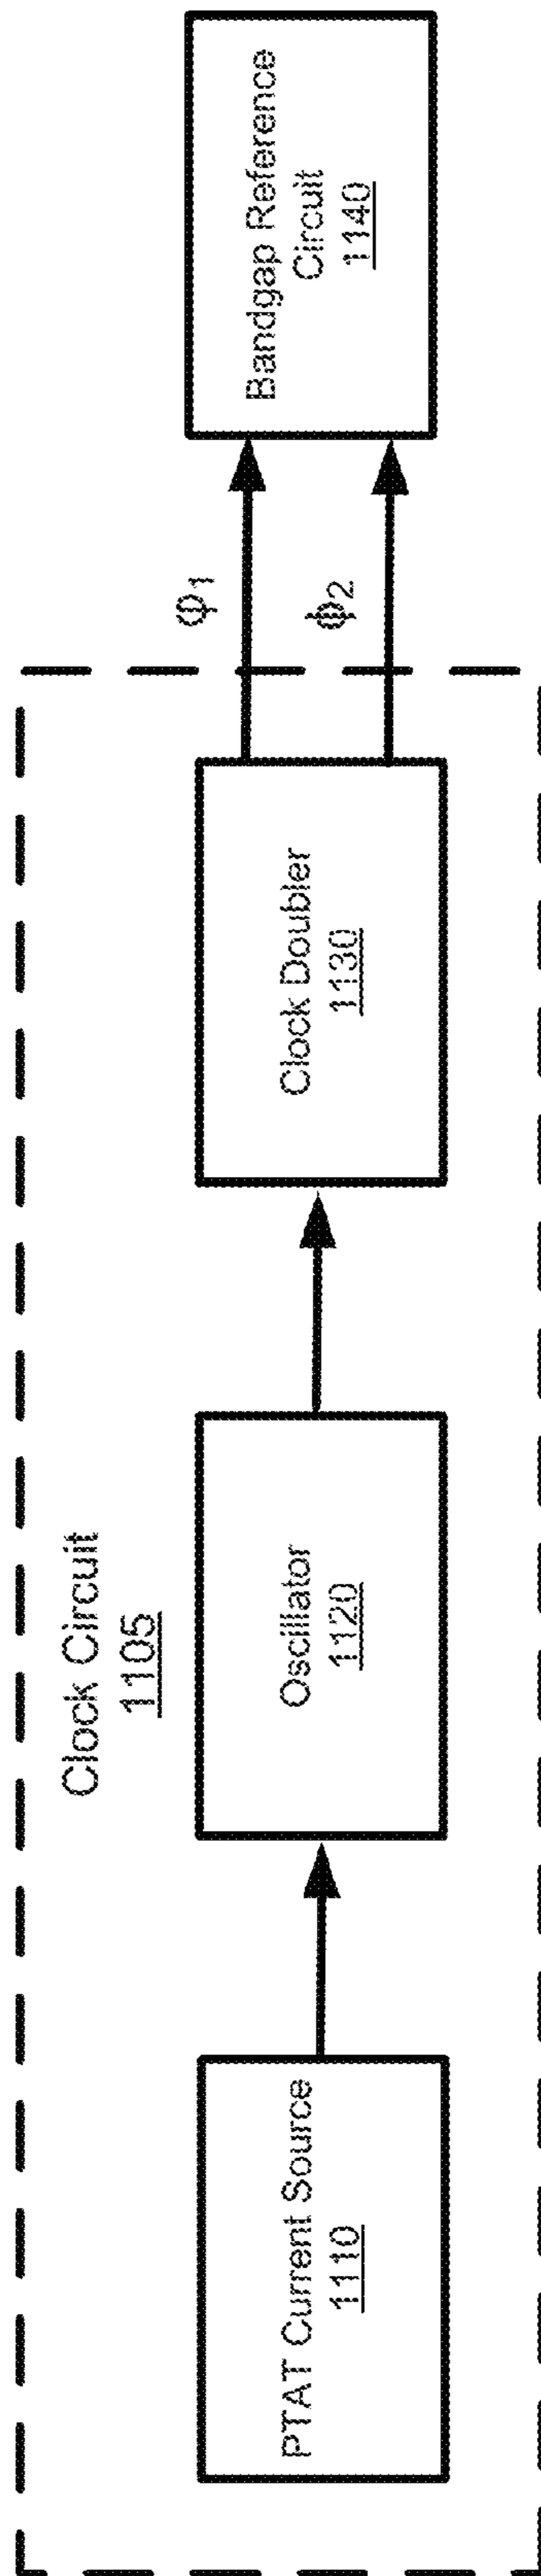 Clock Circuit
1105
PTAT Current Source
1110
Oscillator
1120
Clock Doubler
1130
φ1
ϕ2
Bandgap Reference
Circuit
1140